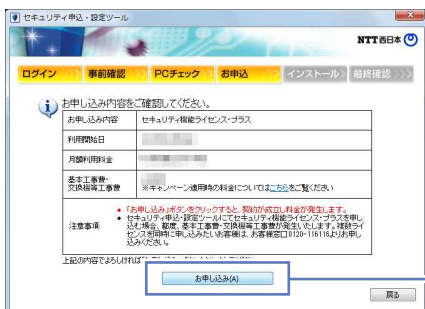 セキュリティ申込・設定ツール
NTT西日本
ログイン
事前確認
PCチェック
お申込
インストール
最終確認
お申し込み内容をご確認してください。
お申し込み内容 セキュリティ機能ライセンス・プラス
利用開始日
月額利用料金
基本工事費・
交換機等工事費 ※キャンペーン適用時の料金についてはこちらをご覧ください
注意事項
• 「お申し込み」ボタンをクリックすると、契約が成立し料金が発生します。
• セキュリティ申込・設定ツールにてセキュリティ機能ライセンス・プラスを申し
込む場合、都度、基本工事費・交換機等工事費が発生いたします。複数ライ
センスを同時に申し込みたいお客様は、お客様窓口0120-116116よりお申し
込みください。
上記の内容でよろしければ
お申し込み(A)
戻る